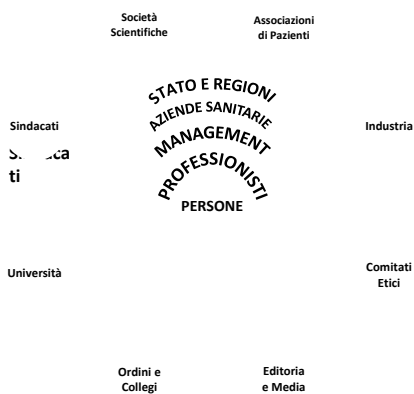 Società
Scientifiche
Associazioni
di Pazienti
STATO E REGIONI
AZIENDE SANITARIE
MANAGEMENT
PROFESSIONISTI
PERSONE
Sindacati
Industria
ti
Università
Comitati
Etici
Ordini e
Collegi
Editoria
e Media